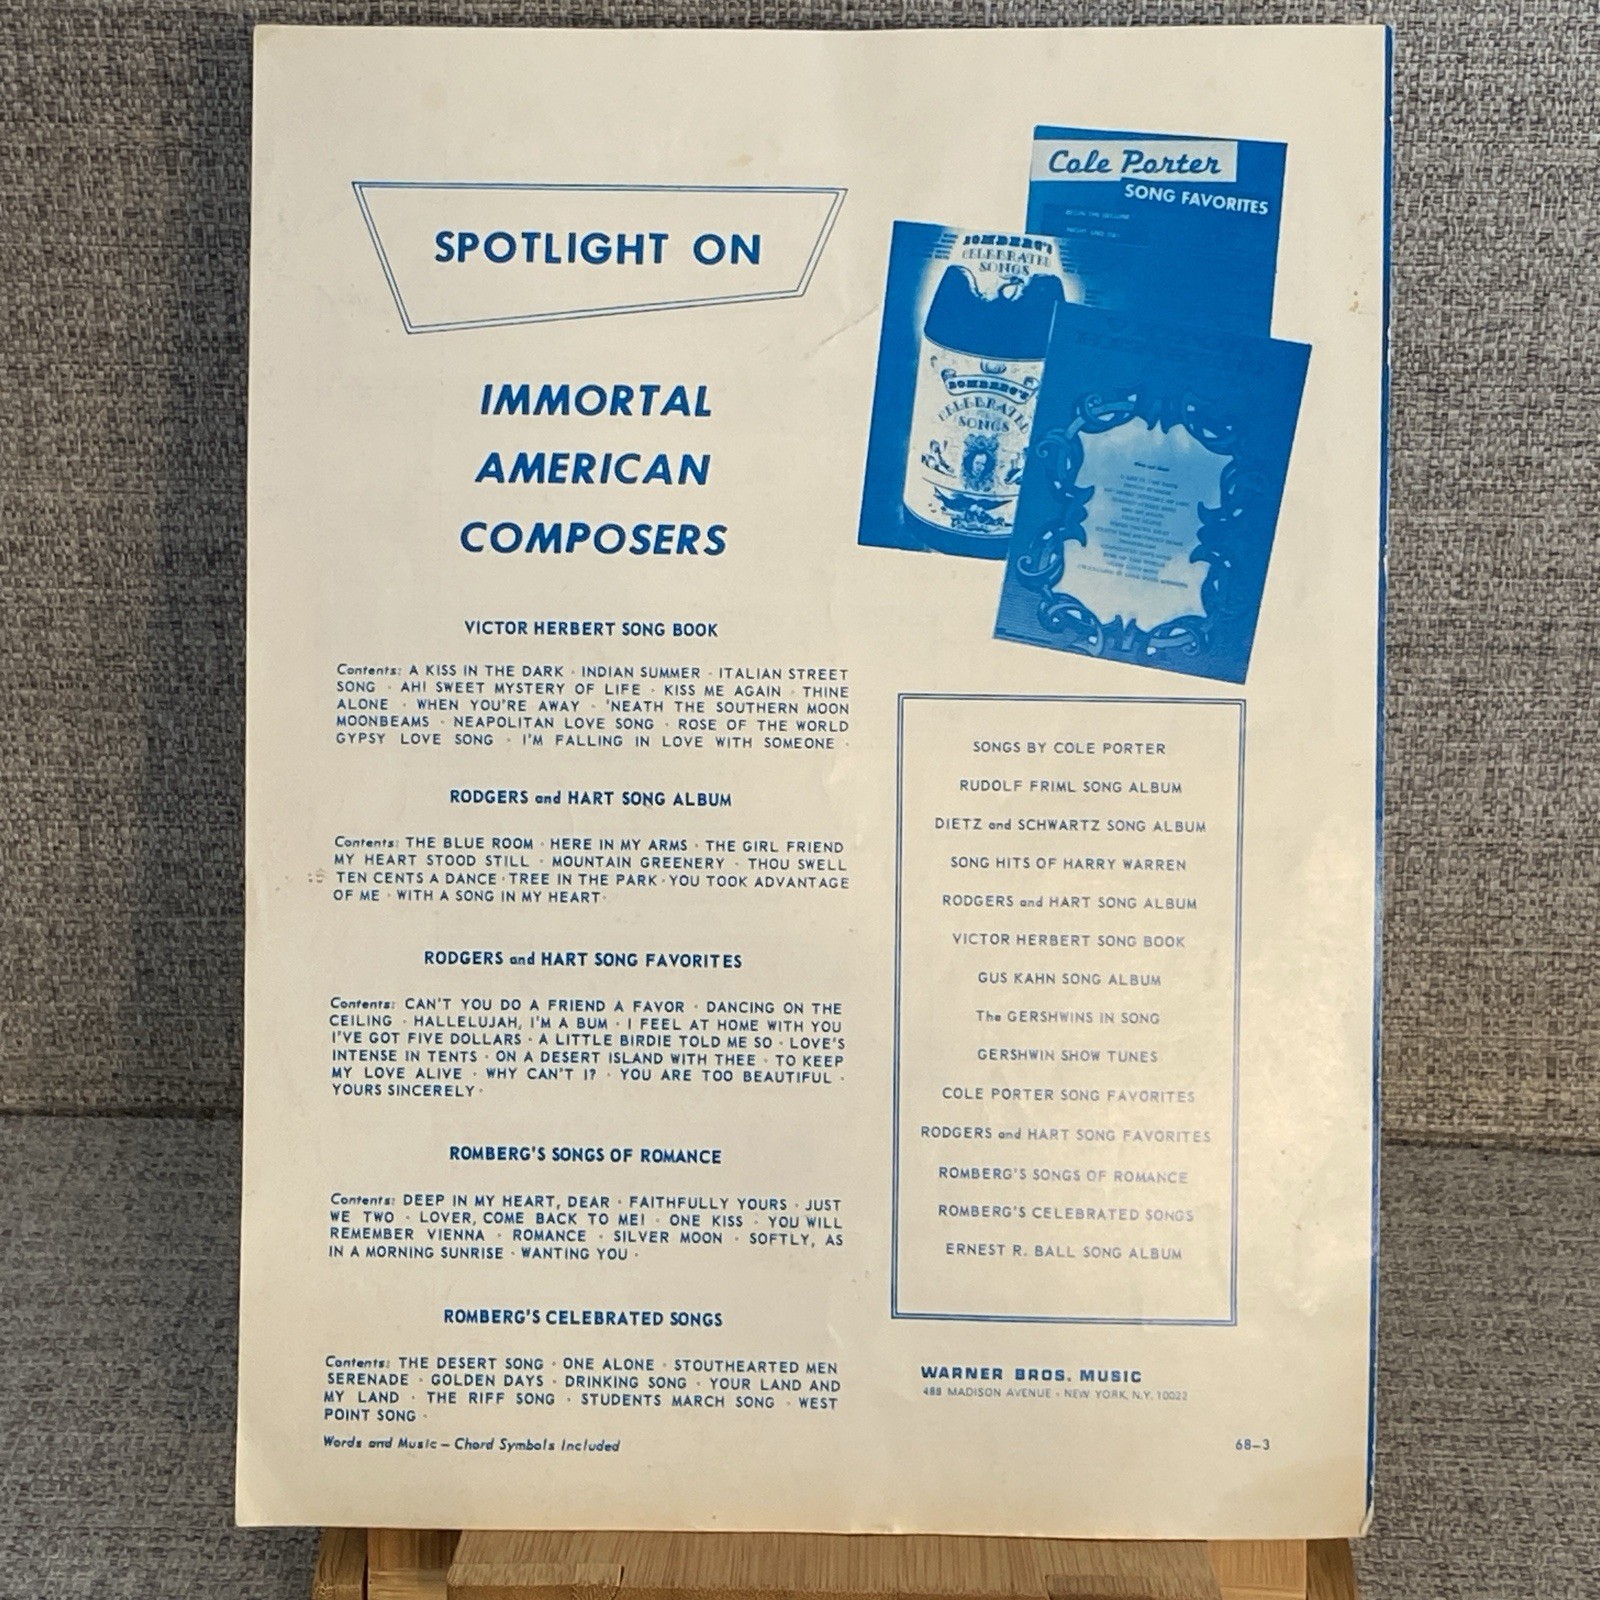 SPOTLIGHT ON
IMMORTAL
AMERICAN
COMPOSERS
VICTOR HERBERT SONG BOOK
Contents: A KISS IN THE DARK · INDIAN SUMMER · ITALIAN STREET
SONG · AH! SWEET MYSTERY OF LIFE · KISS ME AGAIN · THINE
ALONE · WHEN YOU'RE AWAY · 'NEATH THE SOUTHERN MOON
MOONBEAMS · NEAPOLITAN LOVE SONG · ROSE OF THE WORLD
GYPSY LOVE SONG · I'M FALLING IN LOVE WITH SOMEONE ·
RODGERS and HART SONG ALBUM
Contents: THE BLUE ROOM · HERE IN MY ARMS · THE GIRL FRIEND
MY HEART STOOD STILL · MOUNTAIN GREENERY · THOU SWELL
TEN CENTS A DANCE · TREE IN THE PARK · YOU TOOK ADVANTAGE
OF ME · WITH A SONG IN MY HEART·
RODGERS and HART SONG FAVORITES
Contents: CAN'T YOU DO A FRIEND A FAVOR · DANCING ON THE
CEILING · HALLELUJAH, I'M A BUM · I FEEL AT HOME WITH YOU
I'VE GOT FIVE DOLLARS · A LITTLE BIRDIE TOLD ME SO · LOVE'S
INTENSE IN TENTS · ON A DESERT ISLAND WITH THEE · TO KEEP
MY LOVE ALIVE · WHY CAN'T I? · YOU ARE TOO BEAUTIFUL ·
YOURS SINCERELY ·
ROMBERG'S SONGS OF ROMANCE
Contents: DEEP IN MY HEART, DEAR · FAITHFULLY YOURS · JUST
WE TWO · LOVER, COME BACK TO ME! · ONE KISS · YOU WILL
REMEMBER VIENNA · ROMANCE · SILVER MOON · SOFTLY, AS
IN A MORNING SUNRISE · WANTING YOU ·
ROMBERG'S CELEBRATED SONGS
Contents: THE DESERT SONG · ONE ALONE · STOUTHEARTED MEN
SERENADE · GOLDEN DAYS · DRINKING SONG · YOUR LAND AND
MY LAND · THE RIFF SONG · STUDENTS MARCH SONG · WEST
POINT SONG ·
Words and Music – Chord Symbols Included
Cole Porter
SONG FAVORITES
BEGIN THE BEGUINE
NIGHT AND DAY
ROMBERG'S
CELEBRATED
SONGS
ROMBERG'S
CELEBRATED
SONGS
SONGS BY COLE PORTER
RUDOLF FRIML SONG ALBUM
DIETZ and SCHWARTZ SONG ALBUM
SONG HITS OF HARRY WARREN
RODGERS and HART SONG ALBUM
VICTOR HERBERT SONG BOOK
GUS KAHN SONG ALBUM
The GERSHWINS IN SONG
GERSHWIN SHOW TUNES
COLE PORTER SONG FAVORITES
RODGERS and HART SONG FAVORITES
ROMBERG'S SONGS OF ROMANCE
ROMBERG'S CELEBRATED SONGS
ERNEST R. BALL SONG ALBUM
WARNER BROS. MUSIC
488 MADISON AVENUE · NEW YORK, N.Y. 10022
68–3